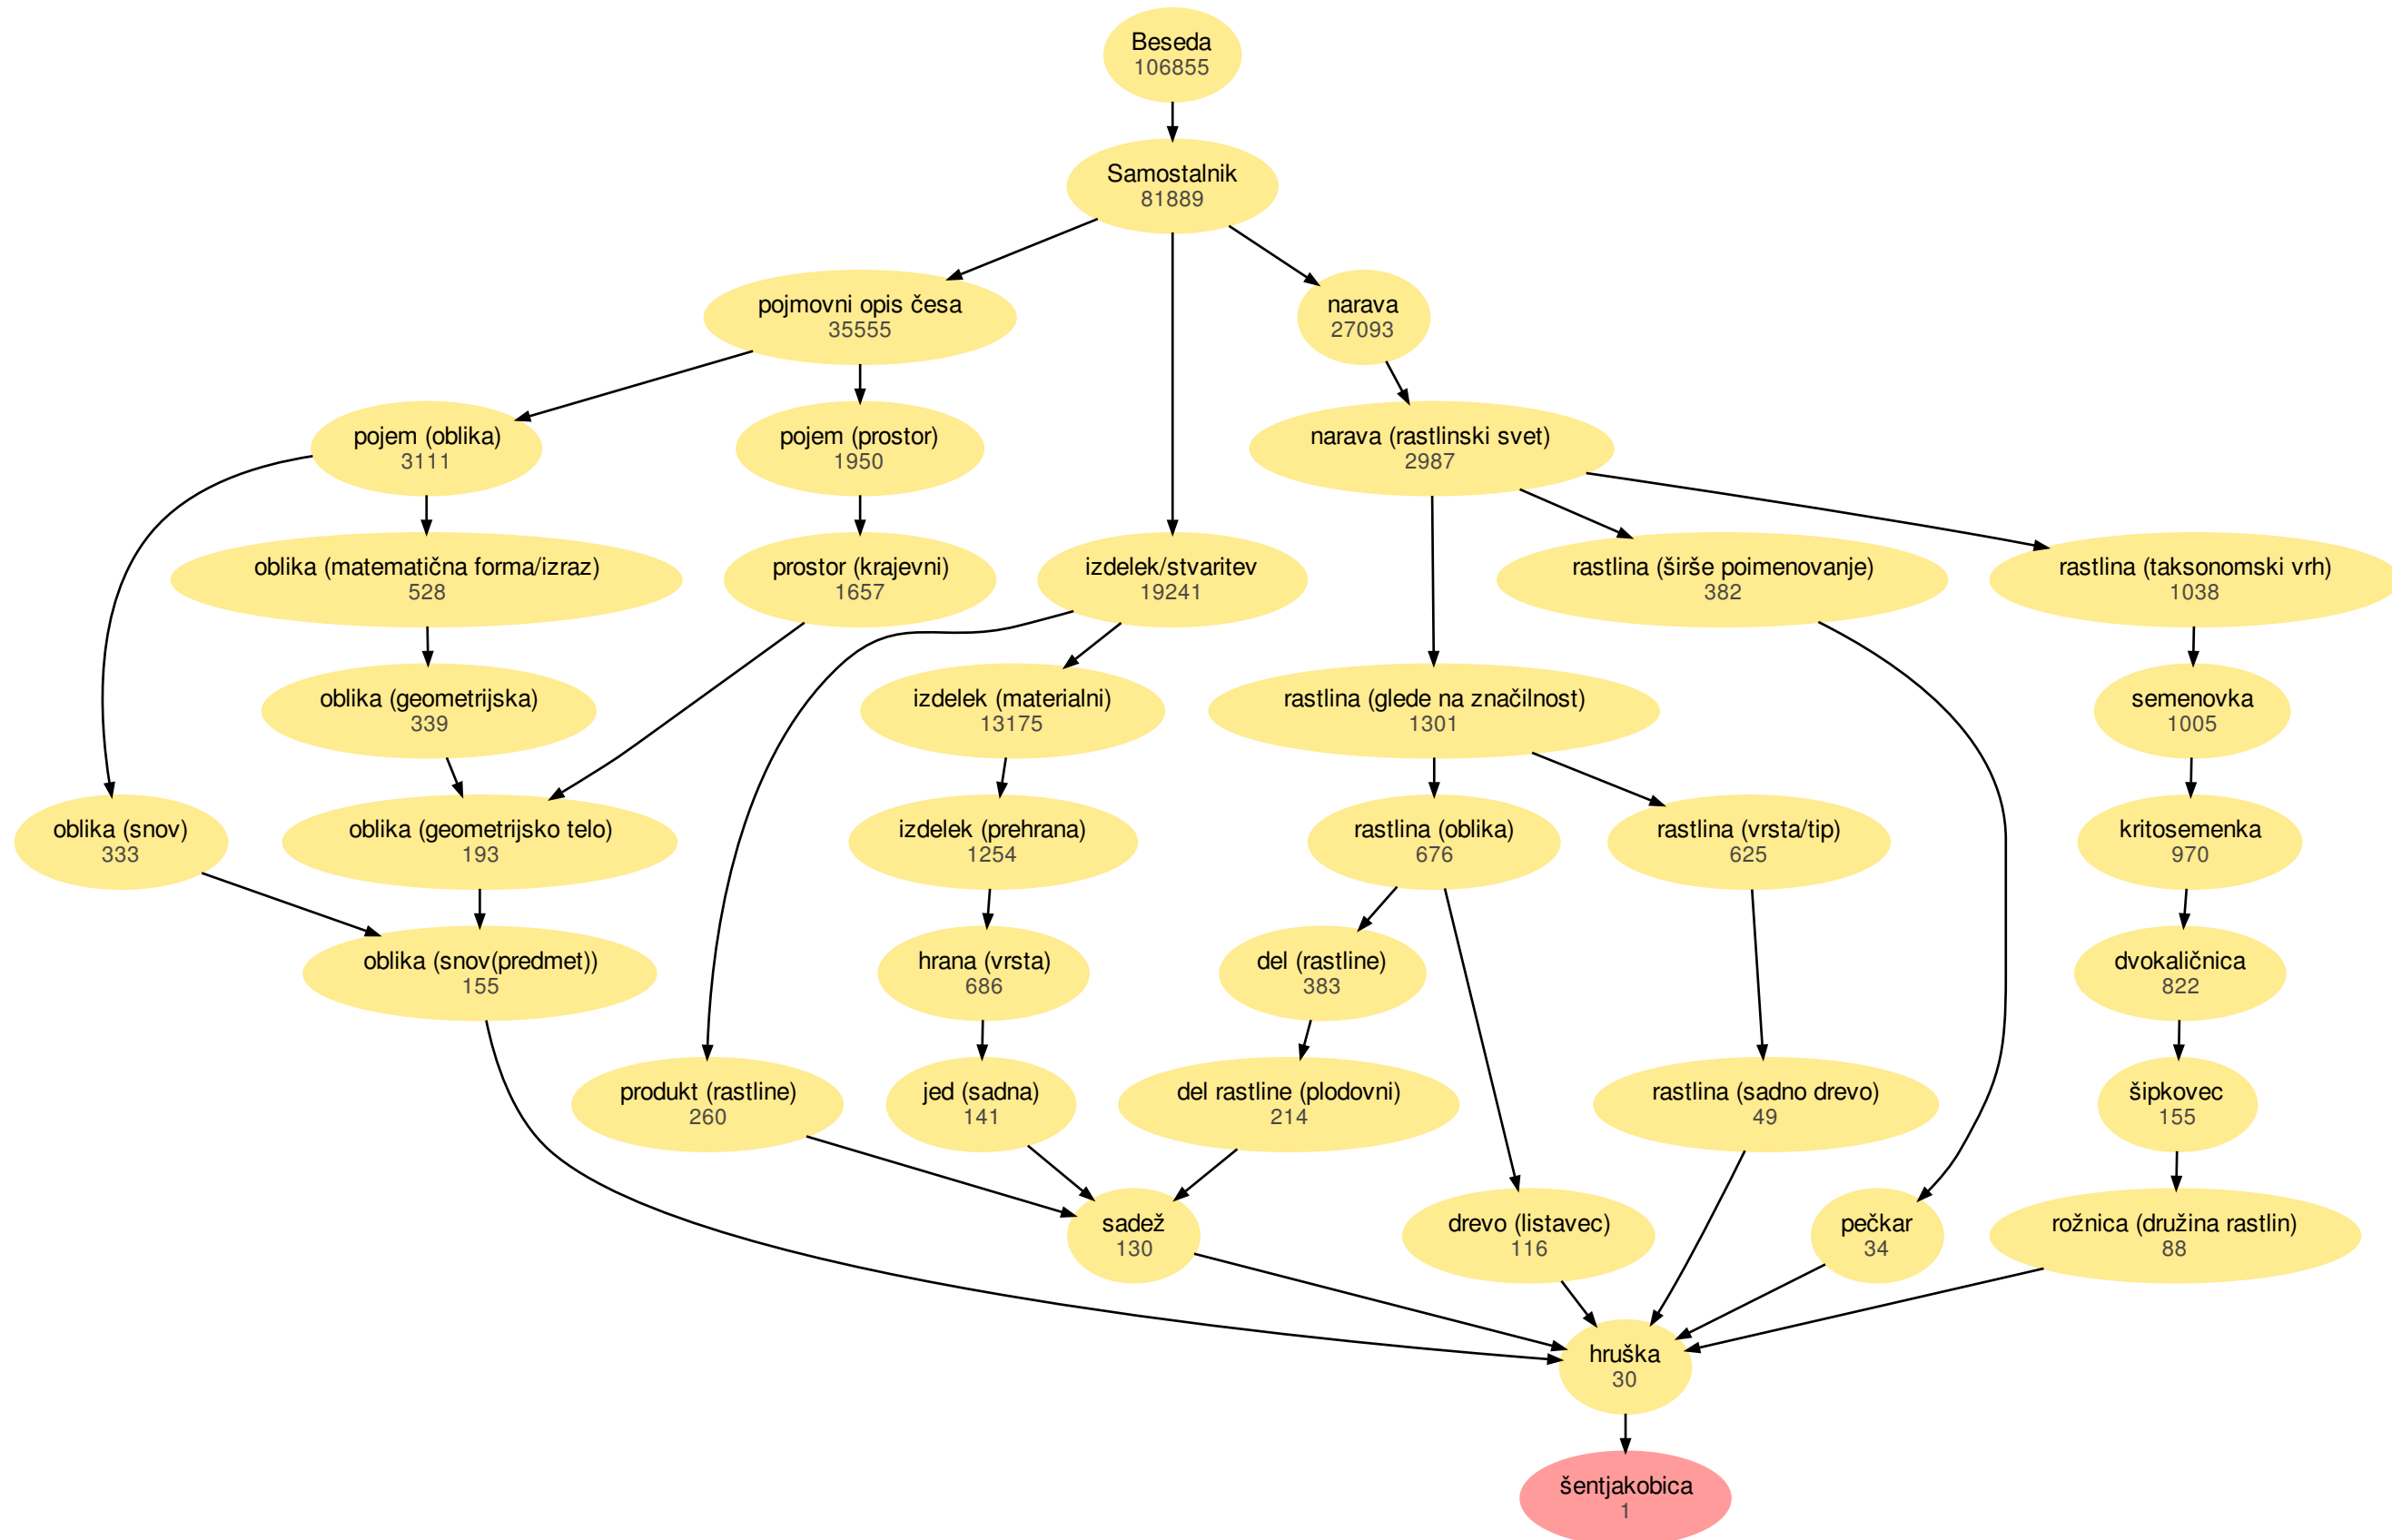 Beseda
106855
Samostalnik
81889
pojmovni opis česa
35555
narava
27093
pojem (oblika)
3111
pojem (prostor)
1950
narava (rastlinski svet)
2987
oblika (matematična forma/izraz)
528
prostor (krajevni)
1657
izdelek/stvaritev
19241
rastlina (širše poimenovanje)
382
rastlina (taksonomski vrh)
1038
oblika (geometrijska)
339
izdelek (materialni)
13175
rastlina (glede na značilnost)
1301
semenovka
1005
oblika (snov)
333
oblika (geometrijsko telo)
193
izdelek (prehrana)
1254
rastlina (oblika)
676
rastlina (vrsta/tip)
625
kritosemenka
970
oblika (snov(predmet))
155
hrana (vrsta)
686
del (rastline)
383
dvokaličnica
822
produkt (rastline)
260
jed (sadna)
141
del rastline (plodovni)
214
rastlina (sadno drevo)
49
šipkovec
155
sadež
130
drevo (listavec)
116
pečkar
34
rožnica (družina rastlin)
88
hruška
30
šentjakobica
1